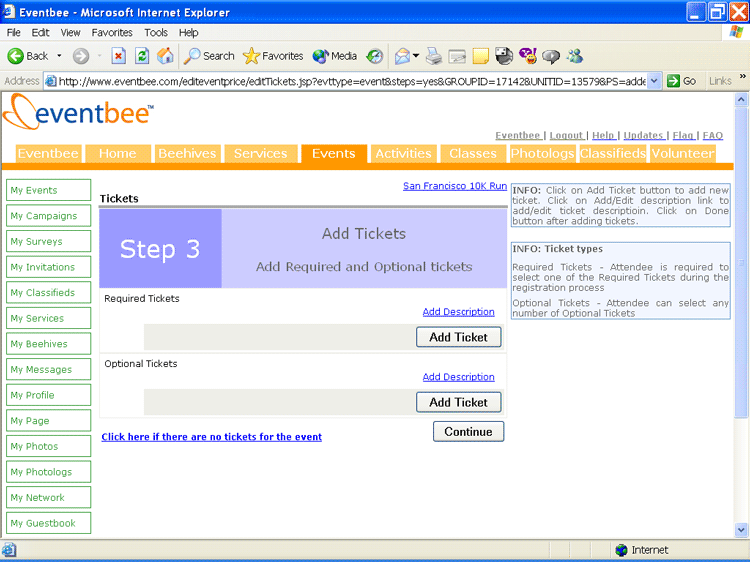 Eventbee - Microsoft Internet Explorer
File Edit View Favorites Tools Help
Back Search Favorites Media
Address http://www.eventbee.com/editeventprice/editTickets.jsp?evttype=event&steps=yes&GROUPID=17142&UNITID=13579&PS=adde Go Links »
eventbee™
Eventbee | Logout | Help | Updates | Flag | FAQ
Eventbee Home Beehives Services Events Activities Classes Photologs Classifieds Volunteer
My Events
My Campaigns
My Surveys
My Invitations
My Classifieds
My Services
My Beehives
My Messages
My Profile
My Page
My Photos
My Photologs
My Network
My Guestbook
San Francisco 10K Run
Tickets
Step 3
Add Tickets
Add Required and Optional tickets
Required Tickets
Add Description
Add Ticket
Optional Tickets
Add Description
Add Ticket
Click here if there are no tickets for the event
Continue
INFO: Click on Add Ticket button to add new
ticket. Click on Add/Edit description link to
add/edit ticket descriptioin. Click on Done
button after adding tickets.
INFO: Ticket types
Required Tickets - Attendee is required to
select one of the Required Tickets during the
registration process
Optional Tickets - Attendee can select any
number of Optional Tickets
Internet